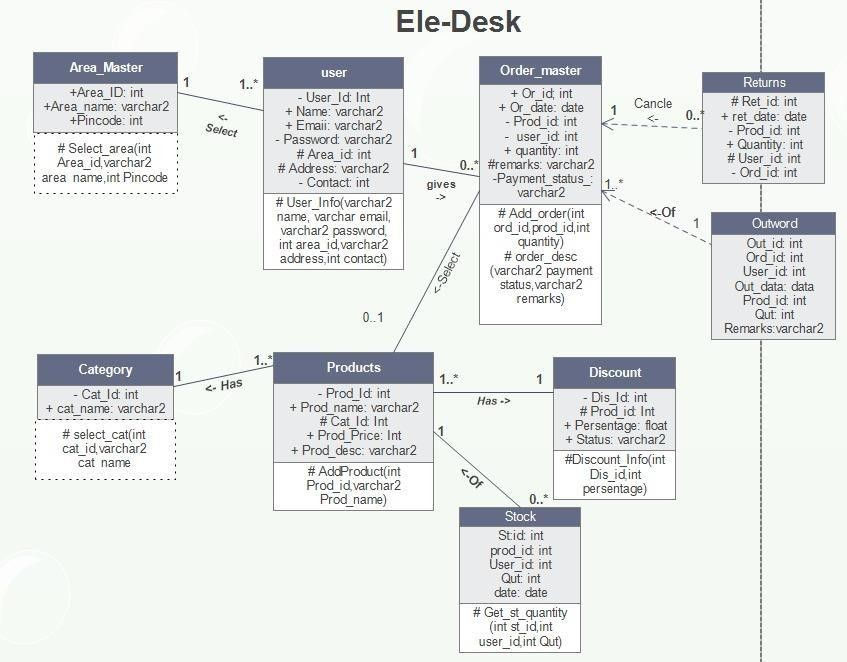 Ele-Desk
Area_Master
+Area_ID: int
+Area_name: varchar2
+Pincode: int
# Select_area(int
Area_id,varchar2
area name,int Pincode
1
1..*
<-
Select
user
- User_Id: Int
+ Name: varchar2
+ Email: varchar2
- Password: varchar2
# Area_id: int
# Address: varchar2
- Contact: int
# User_Info(varchar2
name, varchar email,
varchar2 password,
int area_id,varchar2
address,int contact)
1
0..*
gives
->
Order_master
+ Or_id; int
+ Or_date: date
- Prod_id: int
- user_id: int
+ quantity: int
#remarks: varchar2
-Payment_status_:
varchar2
# Add_order(int
ord_id,prod_id,int
quantity)
# order_desc
(varchar2 payment
status,varchar2
remarks)
1
Cancle
<-
0..*
Returns
# Ret_id: int
+ ret_date: date
- Prod_id: int
+ Quantity: int
# User_id: int
- Ord_id: int
1..*
<-Of
1
Outword
Out_id: int
Ord_id: int
User_id: int
Out_data: data
Prod_id: int
Qut: int
Remarks:varchar2
<-Select
0..1
Category
- Cat_Id: int
+ cat_name: varchar2
# select_cat(int
cat_id,varchar2
cat name
1
1..*
<- Has
Products
- Prod_Id: int
+ Prod_name: varchar2
# Cat_Id: Int
+ Prod_Price: Int
+ Prod_desc: varchar2
# AddProduct(int
Prod_id,varchar2
Prod_name)
1..*
1
Has ->
Discount
- Dis_Id: int
# Prod_id: Int
+ Persentage: float
+ Status: varchar2
#Discount_Info(int
Dis_id,int
persentage)
1
<-Of
0..*
Stock
St:id: int
prod_id: int
User_id: int
Qut: int
date: date
# Get_st_quantity
(int st_id,int
user_id,int Qut)